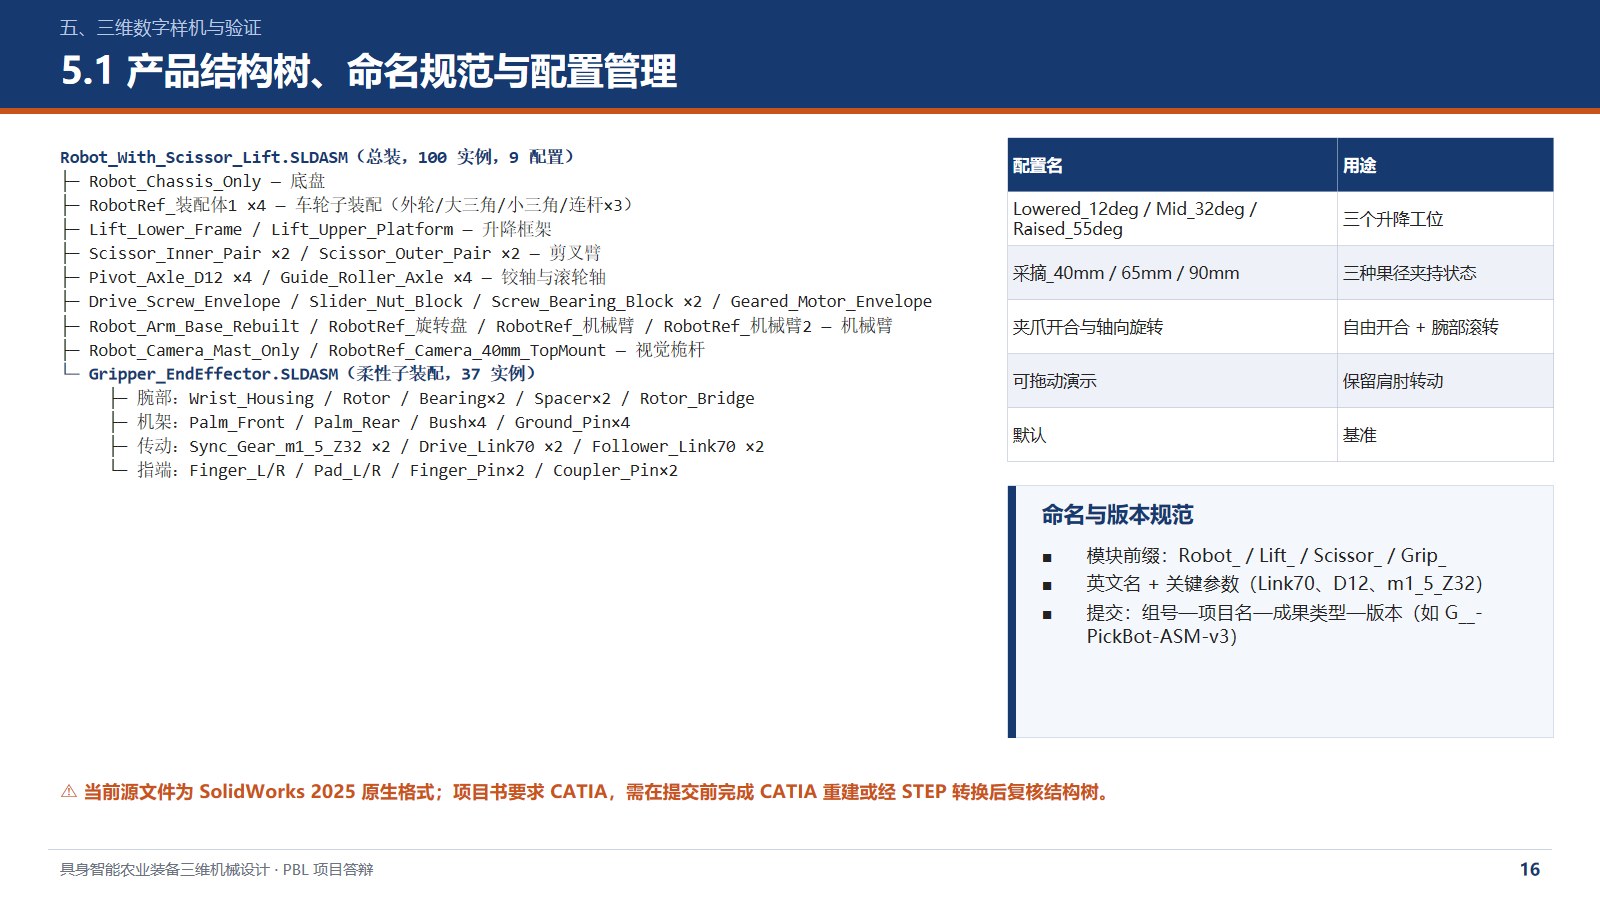 五、三维数字样机与验证
5.1 产品结构树、命名规范与配置管理
Robot_With_Scissor_Lift.SLDASM（总装，100 实例，9 配置）
├─ Robot_Chassis_Only — 底盘
├─ RobotRef_装配体1 ×4 — 车轮子装配（外轮/大三角/小三角/连杆×3）
├─ Lift_Lower_Frame / Lift_Upper_Platform — 升降框架
├─ Scissor_Inner_Pair ×2 / Scissor_Outer_Pair ×2 — 剪叉臂
├─ Pivot_Axle_D12 ×4 / Guide_Roller_Axle ×4 — 铰轴与滚轮轴
├─ Drive_Screw_Envelope / Slider_Nut_Block / Screw_Bearing_Block ×2 / Geared_Motor_Envelope
├─ Robot_Arm_Base_Rebuilt / RobotRef_旋转盘 / RobotRef_机械臂 / RobotRef_机械臂2 — 机械臂
├─ Robot_Camera_Mast_Only / RobotRef_Camera_40mm_TopMount — 视觉桅杆
└─ Gripper_EndEffector.SLDASM（柔性子装配，37 实例）
├─ 腕部：Wrist_Housing / Rotor / Bearing×2 / Spacer×2 / Rotor_Bridge
├─ 机架：Palm_Front / Palm_Rear / Bush×4 / Ground_Pin×4
├─ 传动：Sync_Gear_m1_5_Z32 ×2 / Drive_Link70 ×2 / Follower_Link70 ×2
└─ 指端：Finger_L/R / Pad_L/R / Finger_Pin×2 / Coupler_Pin×2
配置名 用途
Lowered_12deg / Mid_32deg /
Raised_55deg 三个升降工位
采摘_40mm / 65mm / 90mm 三种果径夹持状态
夹爪开合与轴向旋转 自由开合 + 腕部滚转
可拖动演示 保留肩肘转动
默认 基准
命名与版本规范
■ 模块前缀：Robot_ / Lift_ / Scissor_ / Grip_
■ 英文名 + 关键参数（Link70、D12、m1_5_Z32）
■ 提交：组号—项目名—成果类型—版本（如 G__-
PickBot-ASM-v3）
⚠ 当前源文件为 SolidWorks 2025 原生格式；项目书要求 CATIA，需在提交前完成 CATIA 重建或经 STEP 转换后复核结构树。
具身智能农业装备三维机械设计 · PBL 项目答辩
16